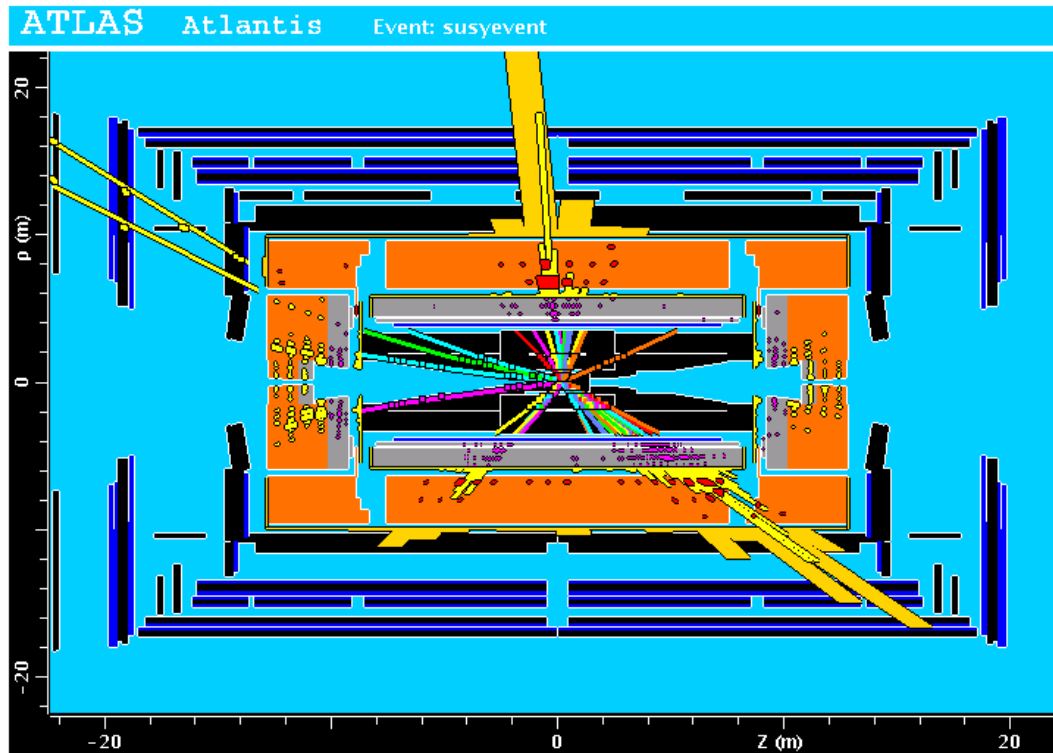 ATLAS Atlantis Event: susyevent
20
ρ (m)
0
-20
-20 0 Z (m) 20